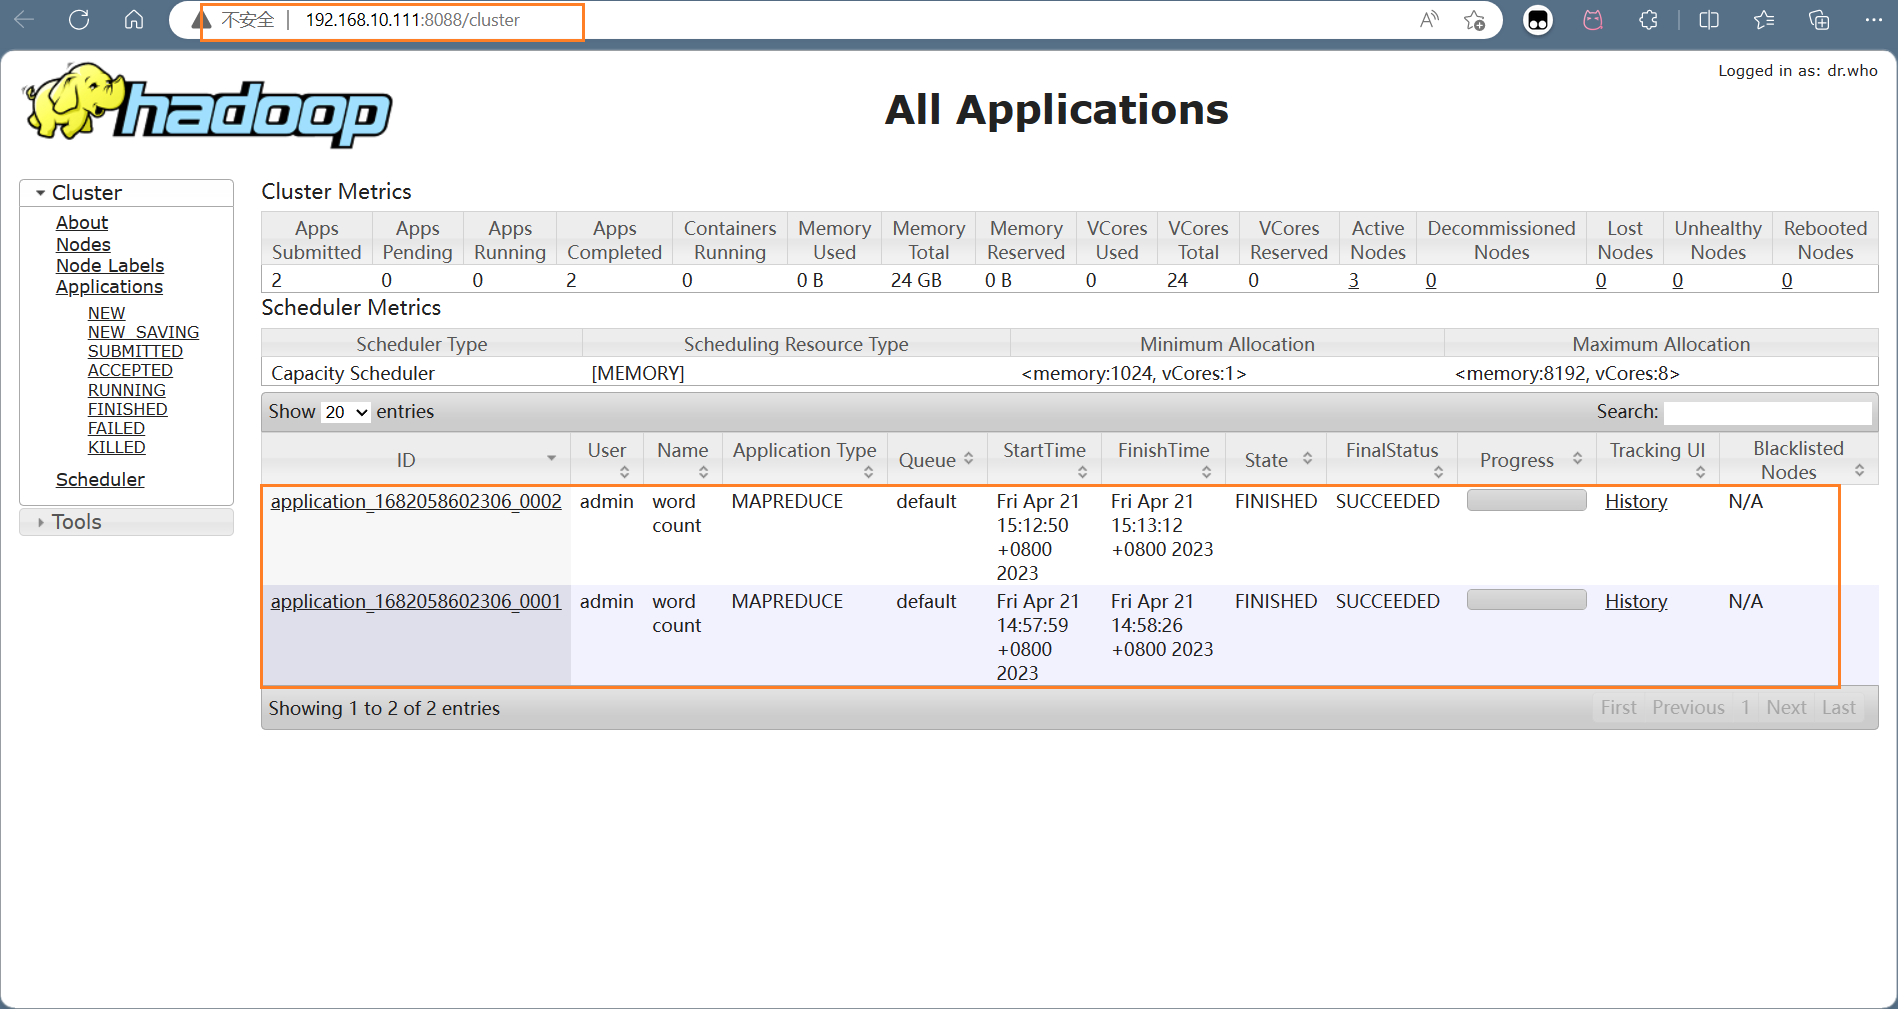 不安全 | 192.168.10.111:8088/cluster
Logged in as: dr.who
hadoop
All Applications
Cluster
About
Nodes
Node Labels
Applications
NEW
NEW_SAVING
SUBMITTED
ACCEPTED
RUNNING
FINISHED
FAILED
KILLED
Scheduler
Tools
Cluster Metrics
Apps Submitted Apps Pending Apps Running Apps Completed Containers Running Memory Used Memory Total Memory Reserved VCores Used VCores Total VCores Reserved Active Nodes Decommissioned Nodes Lost Nodes Unhealthy Nodes Rebooted Nodes
2 0 0 2 0 0 B 24 GB 0 B 0 24 0 3 0 0 0 0
Scheduler Metrics
Scheduler Type Scheduling Resource Type Minimum Allocation Maximum Allocation
Capacity Scheduler [MEMORY] <memory:1024, vCores:1> <memory:8192, vCores:8>
Show 20 entries Search:
ID User Name Application Type Queue StartTime FinishTime State FinalStatus Progress Tracking UI Blacklisted Nodes
application_1682058602306_0002 admin word count MAPREDUCE default Fri Apr 21 15:12:50 +0800 2023 Fri Apr 21 15:13:12 +0800 2023 FINISHED SUCCEEDED History N/A
application_1682058602306_0001 admin word count MAPREDUCE default Fri Apr 21 14:57:59 +0800 2023 Fri Apr 21 14:58:26 +0800 2023 FINISHED SUCCEEDED History N/A
Showing 1 to 2 of 2 entries First Previous 1 Next Last